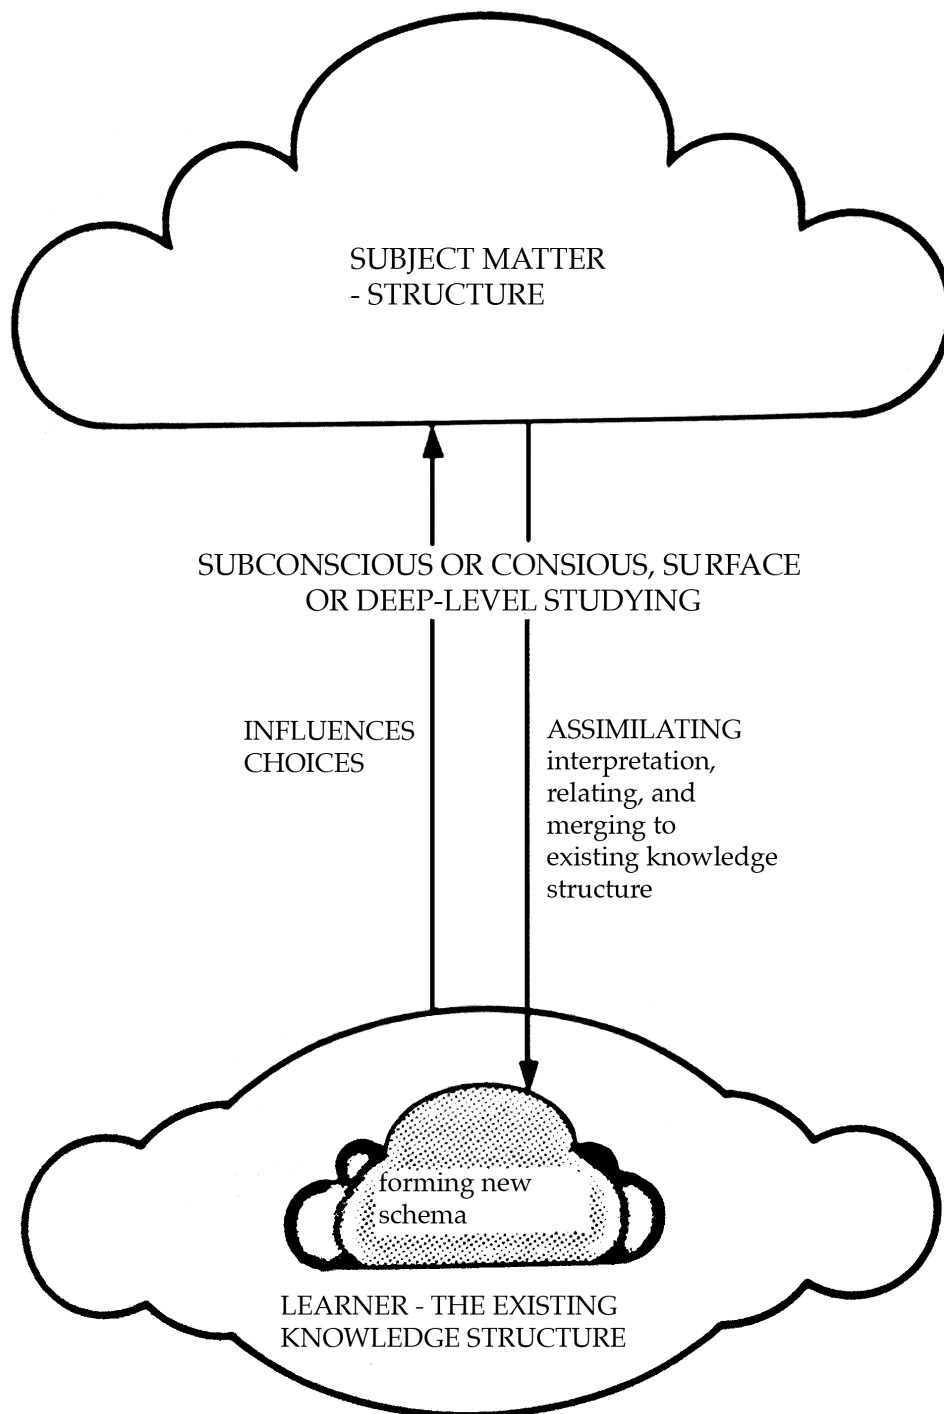 SUBJECT MATTER
- STRUCTURE
SUBCONSCIOUS OR CONSIOUS, SURFACE
OR DEEP-LEVEL STUDYING
INFLUENCES
CHOICES
ASSIMILATING
interpretation,
relating, and
merging to
existing knowledge
structure
forming new
schema
LEARNER - THE EXISTING
KNOWLEDGE STRUCTURE